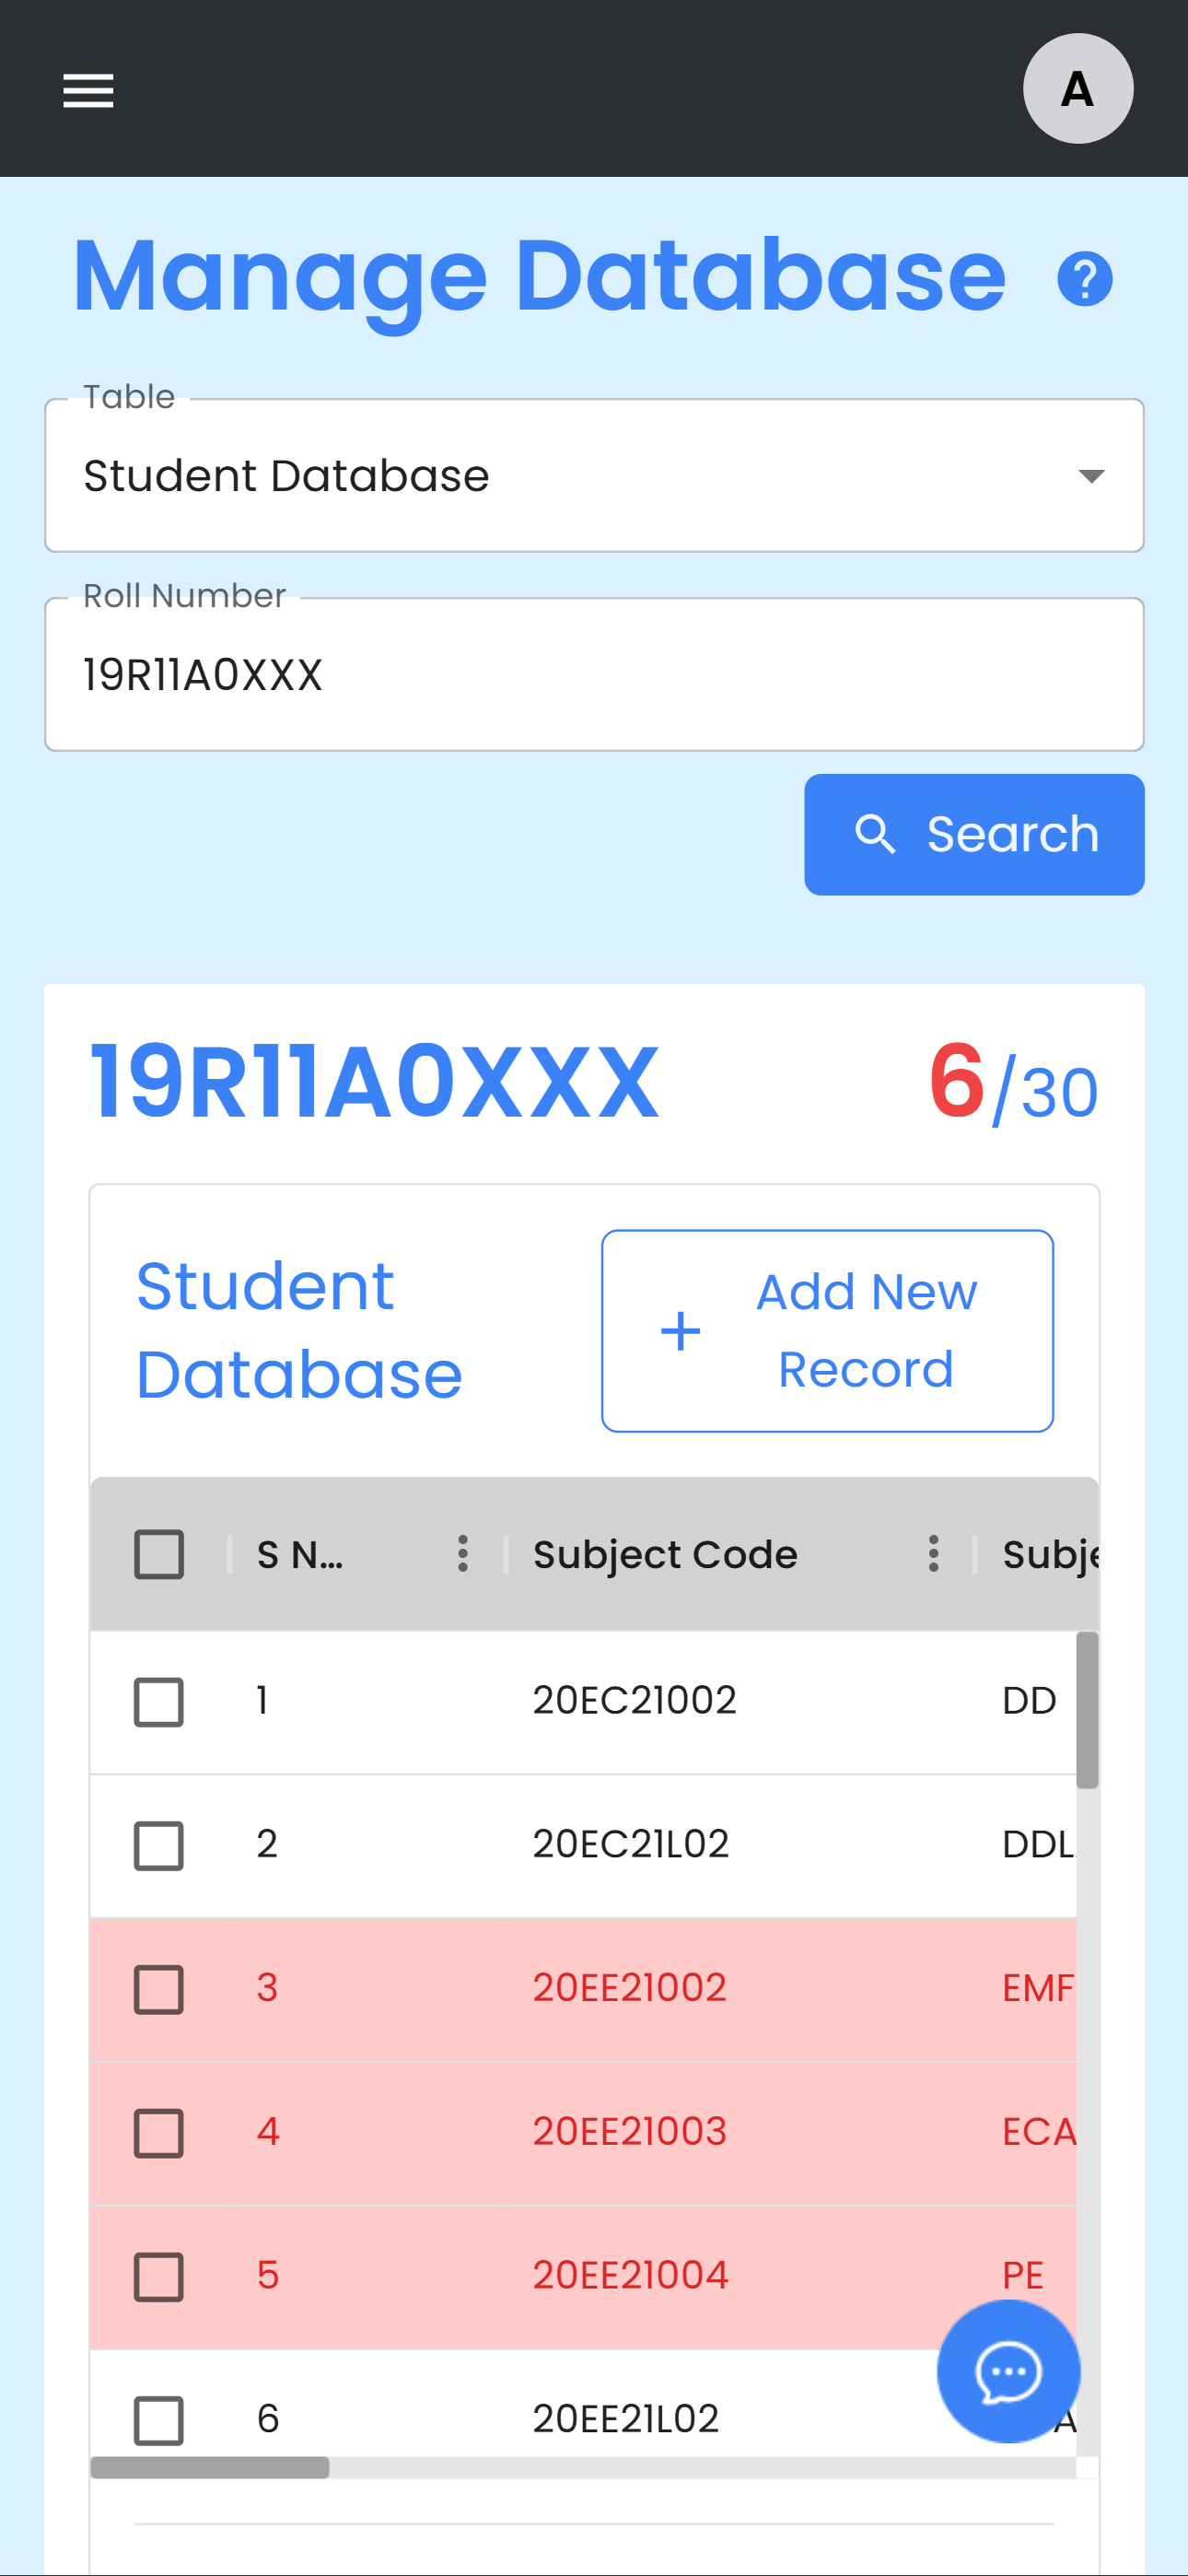 A
Manage Database
Table
Student Database
Roll Number
19R11A0XXX
Search
19R11A0XXX 6/30
Student Database
+ Add New Record
S N... Subject Code Subje
1 20EC21002 DD
2 20EC21L02 DDL
3 20EE21002 EMF
4 20EE21003 ECA
5 20EE21004 PE
6 20EE21L02